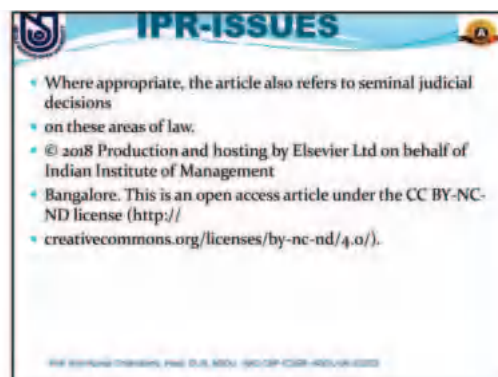 IPR-ISSUES
A
Where appropriate, the article also refers to seminal judicial
decisions
on these areas of law.
© 2018 Production and hosting by Elsevier Ltd on behalf of
Indian Institute of Management
Bangalore. This is an open access article under the CC BY-NC-
ND license (http://
creativecommons.org/licenses/by-nc-nd/4.0/).